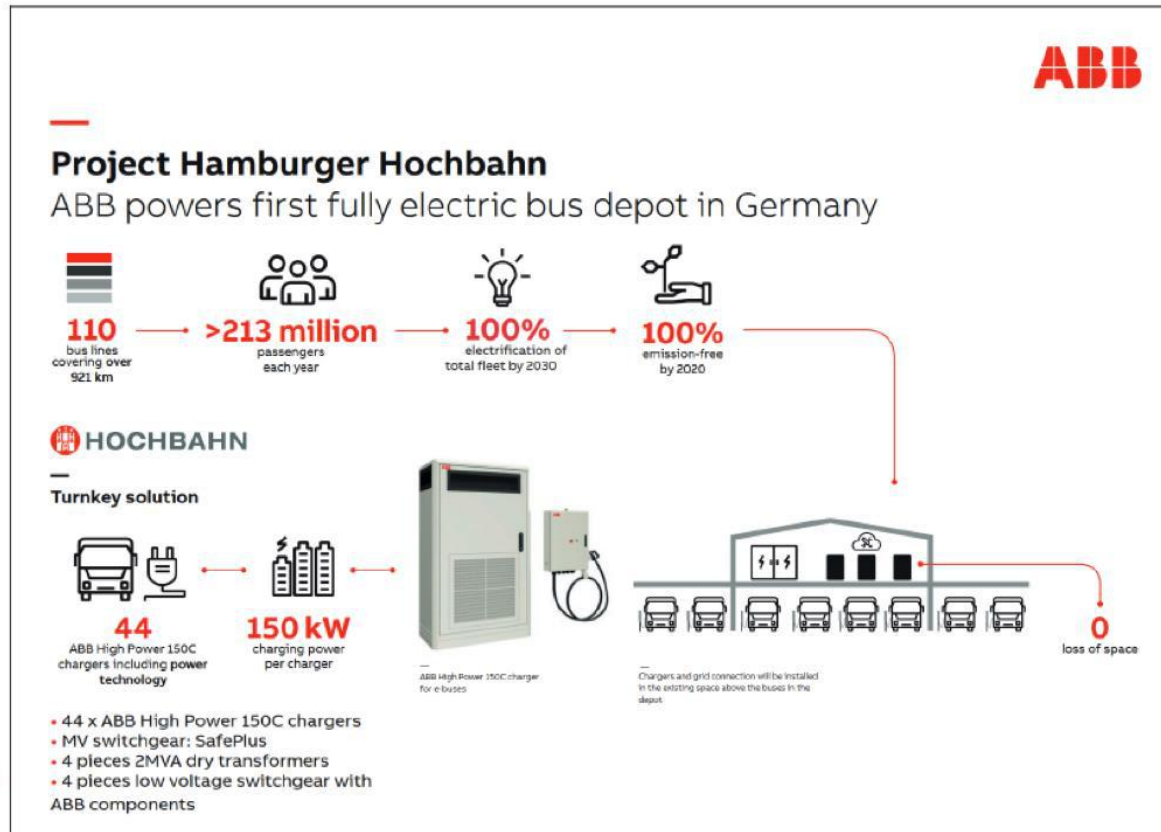 ABB
Project Hamburger Hochbahn
ABB powers first fully electric bus depot in Germany
110
bus lines
covering over
921 km
>213 million
passengers
each year
100%
electrification of
total fleet by 2030
100%
emission-free
by 2020
HOCHBAHN
Turnkey solution
44
ABB High Power 150C
chargers including power
technology
150 kW
charging power
per charger
ABB High Power 150C charger
for e-buses
Chargers and grid connection will be installed
in the existing space above the buses in the
depot
0
loss of space
• 44 x ABB High Power 150C chargers
• MV switchgear: SafePlus
• 4 pieces 2MVA dry transformers
• 4 pieces low voltage switchgear with
ABB components